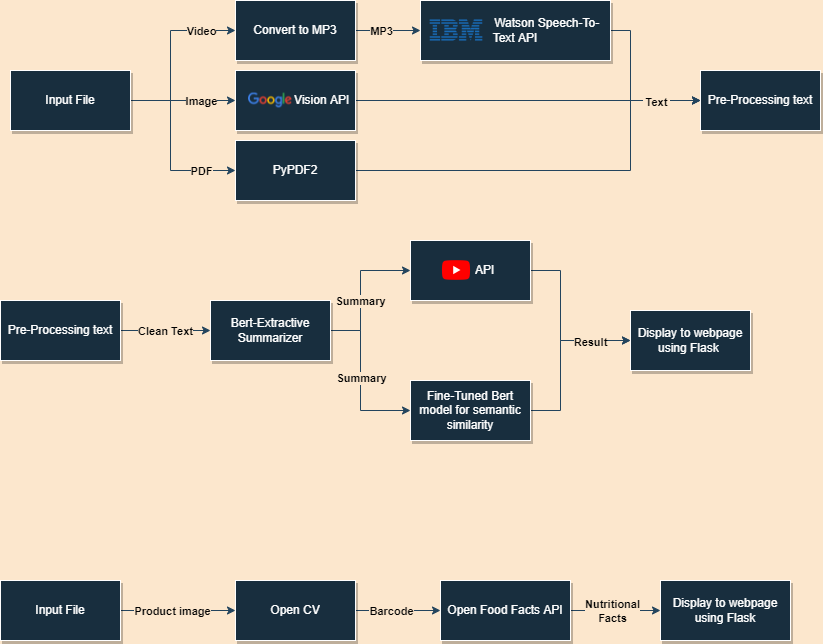 Video
Convert to MP3
MP3
IBM
Watson Speech-To-
Text API
Input File
Image
Google Vision API
Text
Pre-Processing text
PDF
PyPDF2
Pre-Processing text
Clean Text
Bert-Extractive
Summarizer
Summary
API
Summary
Fine-Tuned Bert
model for semantic
similarity
Result
Display to webpage
using Flask
Input File
Product image
Open CV
Barcode
Open Food Facts API
Nutritional
Facts
Display to webpage
using Flask